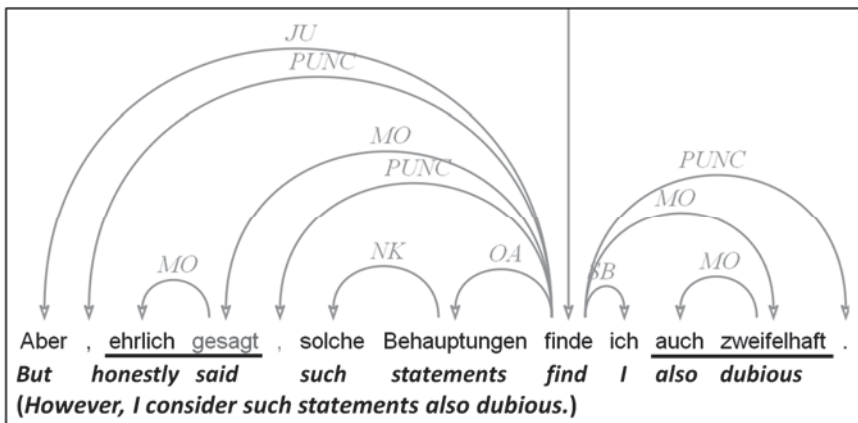 JU
PUNC
MO
PUNC
PUNC
MO
NK
OA
MO
SB
MO
Aber , ehrlich gesagt , solche Behauptungen finde ich auch zweifelhaft .
But honestly said such statements find I also dubious
(However, I consider such statements also dubious.)